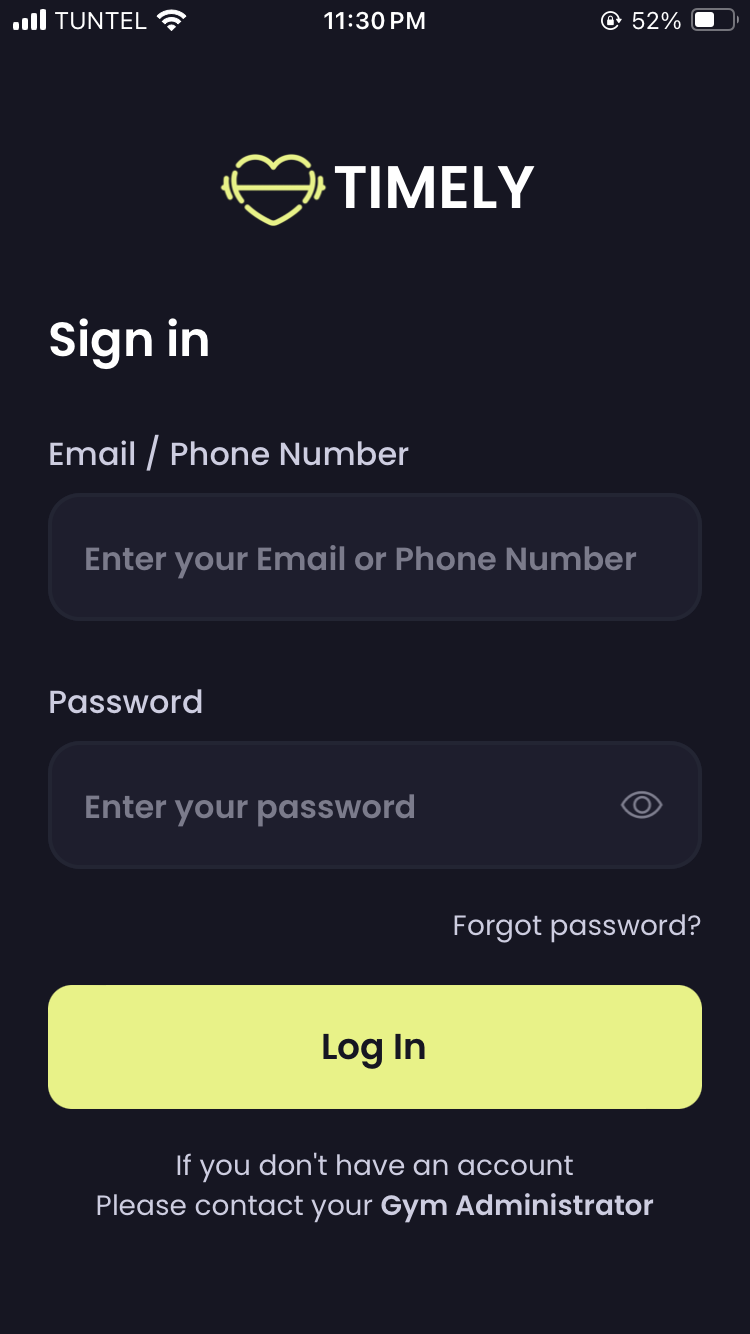 TUNTEL 11:30 PM 52%
TIMELY
Sign in
Email / Phone Number
Enter your Email or Phone Number
Password
Enter your password
Forgot password?
Log In
If you don't have an account
Please contact your Gym Administrator